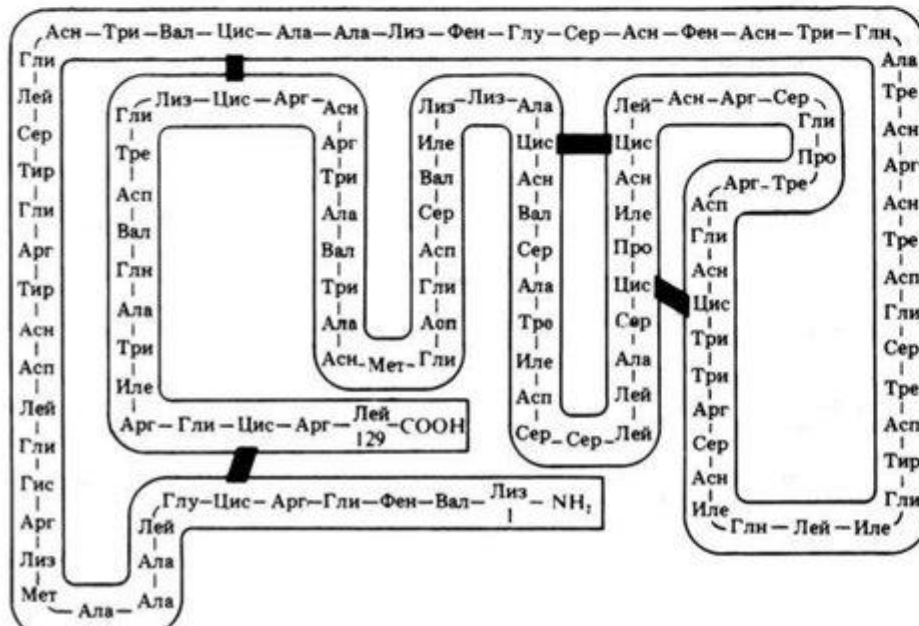 Асн–Три–Вал–Цис–Ала–Ала–Лиз–Фен–Глу–Сер–Асн–Фен–Асн–Три–Глн
Гли
Лей
Сер
Тир
Гли
Арг
Тир
Асн
Асп
Лей
Гли
Гис
Арг
Лиз
Мет–Ала–Ала
Ала
Лей
Глу–Цис–Арг–Гли–Фен–Вал–Лиз–NH₂
1
Лиз–Цис–Арг–Асн
Гли
Тре
Асп
Вал
Глн
Ала
Три
Иле
Арг–Гли–Цис–Арг–Лей–COOH
129
Арг
Три
Ала
Вал
Три
Ала
Асн–Мет–Гли
Лиз–Лиз–Ала
Иле
Вал
Сер
Асп
Гли
Асп
Цис
Асн
Вал
Сер
Ала
Тре
Иле
Асп
Сер–Сер–Лей
Лей–Асн–Арг–Сер
Цис
Асн
Иле
Про
Цис
Сер
Ала
Лей
Гли
Про
Арг–Тре
Асп
Гли
Асн
Цис
Три
Три
Арг
Сер
Асн
Иле
Глн–Лей–Иле
Ала
Тре
Асн
Арг
Асн
Тре
Асп
Гли
Сер
Тре
Асп
Тир
Гли